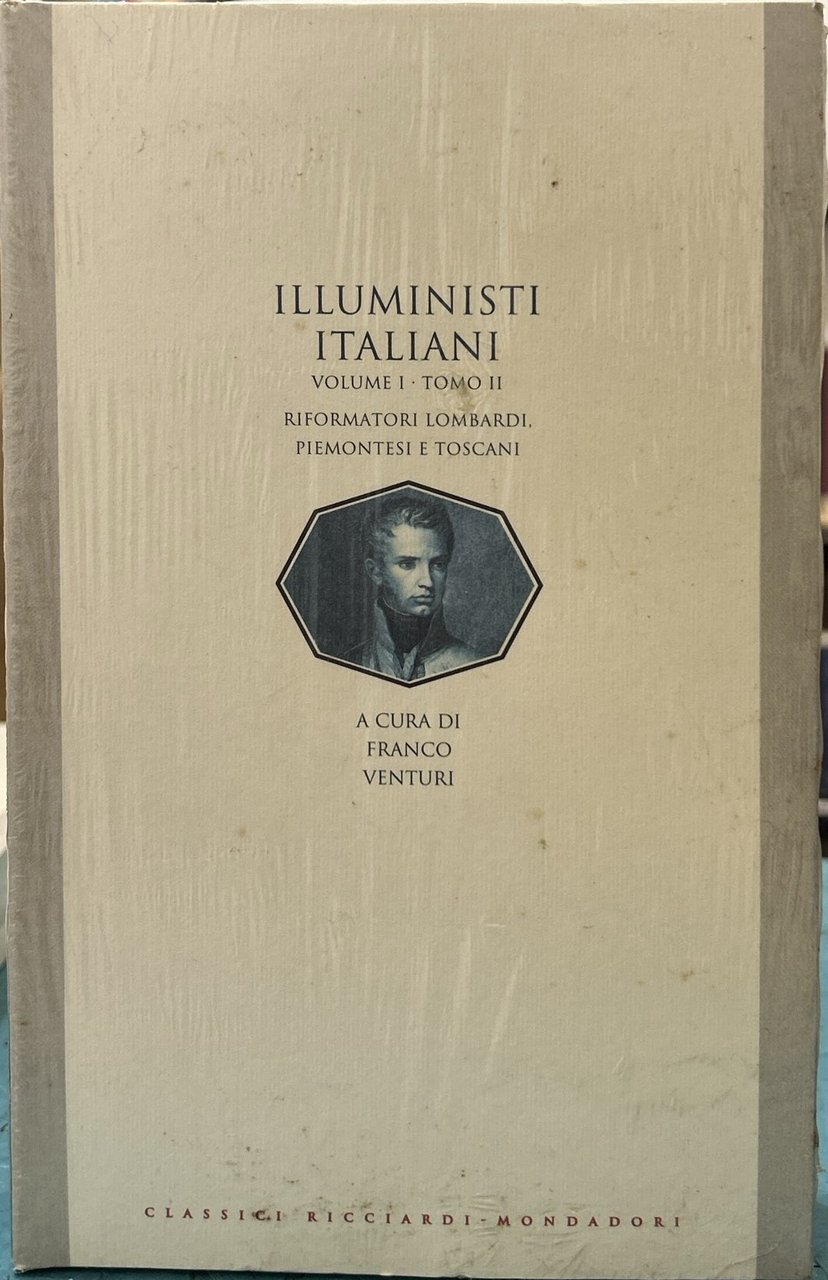 ILLUMINISTI
ITALIANI
VOLUME I · TOMO II
RIFORMATORI LOMBARDI,
PIEMONTESI E TOSCANI
A CURA DI
FRANCO
VENTURI
CLASSICI RICCIARDI-MONDADORI